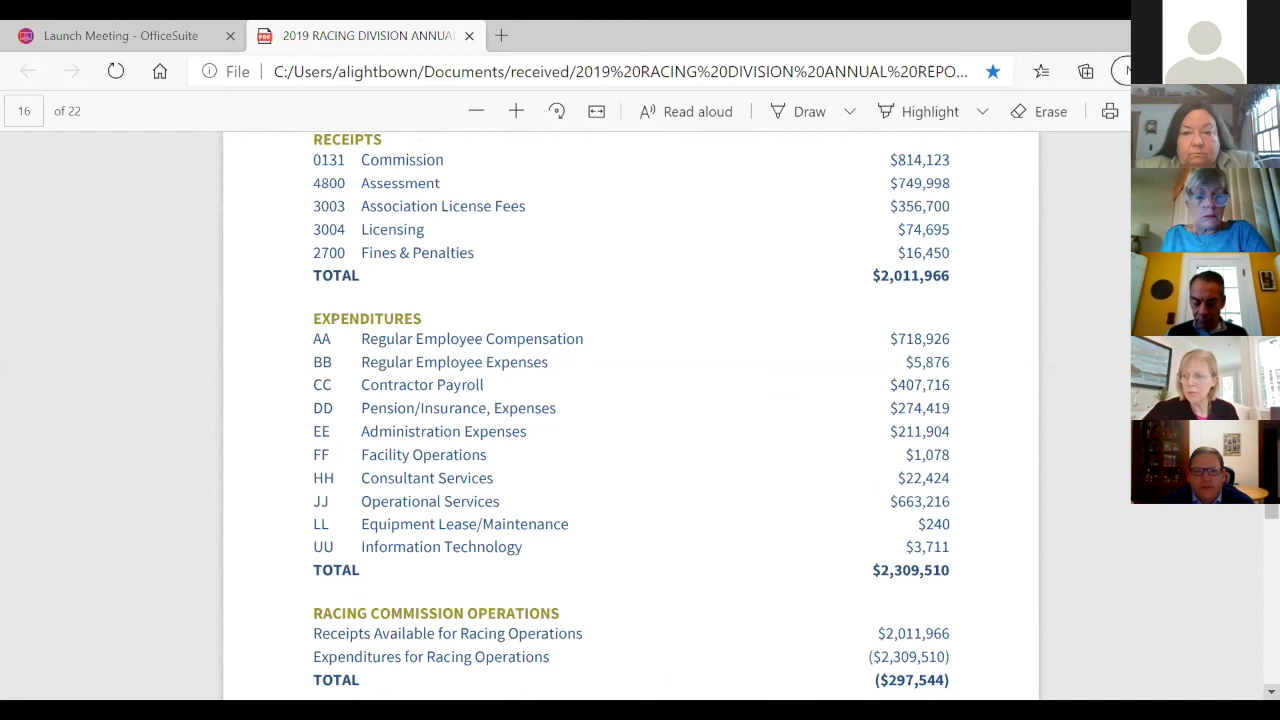 Launch Meeting - OfficeSuite
2019 RACING DIVISION ANNUA
File C:/Users/alightbown/Documents/received/2019%20RACING%20DIVISION%20ANNUAL%20REPO...
16 of 22 Read aloud Draw Highlight Erase
RECEIPTS
0131 Commission $814,123
4800 Assessment $749,998
3003 Association License Fees $356,700
3004 Licensing $74,695
2700 Fines & Penalties $16,450
TOTAL $2,011,966
EXPENDITURES
AA Regular Employee Compensation $718,926
BB Regular Employee Expenses $5,876
CC Contractor Payroll $407,716
DD Pension/Insurance, Expenses $274,419
EE Administration Expenses $211,904
FF Facility Operations $1,078
HH Consultant Services $22,424
JJ Operational Services $663,216
LL Equipment Lease/Maintenance $240
UU Information Technology $3,711
TOTAL $2,309,510
RACING COMMISSION OPERATIONS
Receipts Available for Racing Operations $2,011,966
Expenditures for Racing Operations ($2,309,510)
TOTAL ($297,544)